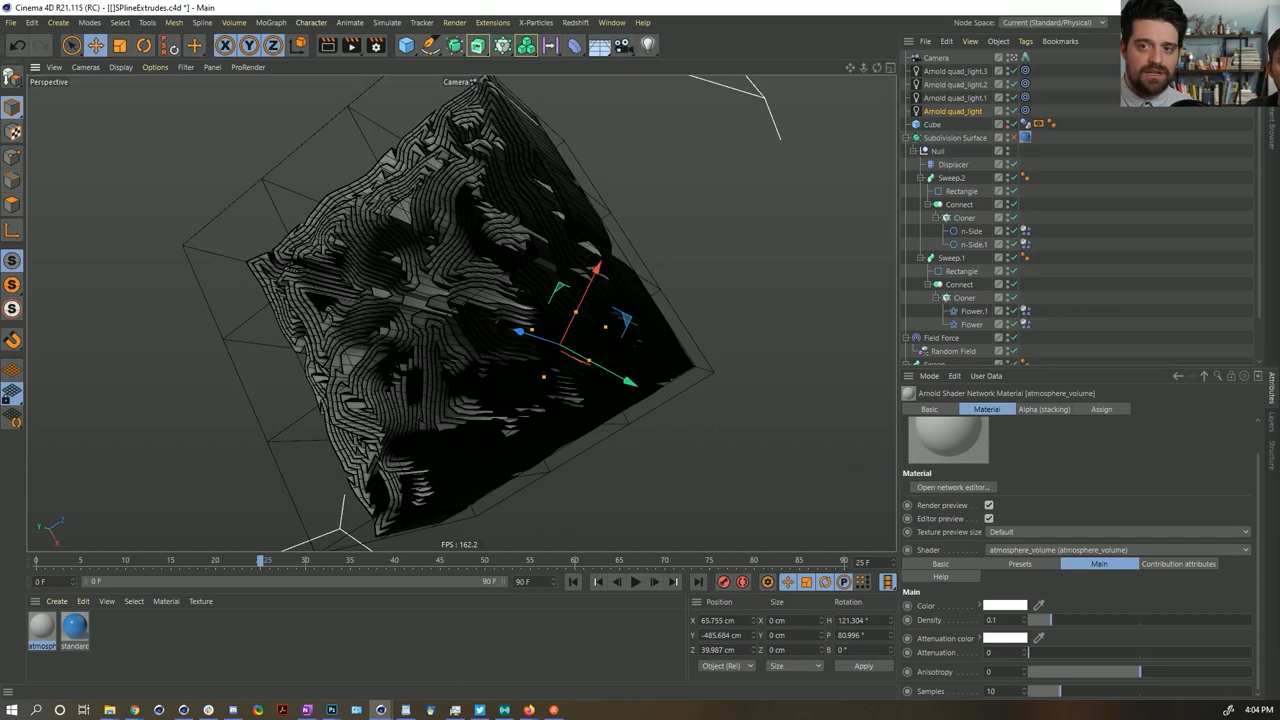 Cinema 4D R21.115 (RC) - [[]SPlineExtrudes.c4d *] - Main
File Edit Create Modes Select Tools Mesh Spline Volume MoGraph Character Animate Simulate Tracker Render Extensions X-Particles Redshift Window Help
Node Space: Current (Standard/Physical)
View Cameras Display Options Filter Panel ProRender
File Edit View Object Tags Bookmarks
Perspective
Camera
Camera
Arnold quad_light.3
Arnold quad_light.2
Arnold quad_light.1
Arnold quad_light
Cube
Subdivision Surface
Null
Displacer
Sweep.2
Rectangle
Connect
Cloner
n-Side
n-Side.1
Sweep.1
Rectangle
Connect
Cloner
Flower.1
Flower
Field Force
Random Field
Content Browser
Mode Edit User Data
Arnold Shader Network Material [atmosphere_volume]
Basic Material Alpha (stacking) Assign
Attributes
Layers
Structure
Material
Open network editor...
Render preview
Editor preview
Texture preview size Default
Shader atmosphere_volume (atmosphere_volume)
Basic Presets Main Contribution attributes
Help
Main
Color
Density 0.1
Attenuation color
Attenuation 0
Anisotropy 0
Samples 10
FPS : 162.2
Y Z X
0 5 10 15 20 25 30 35 40 45 50 55 60 65 70 75 80 85 90 25 F
0 F 0 F 90 F 90 F
Create Edit View Select Material Texture
atmosph
standarc
Position Size Rotation
X 65.755 cm X 0 cm H 121.304 °
Y -485.684 cm Y 0 cm P 80.996 °
Z 39.987 cm Z 0 cm B 0 °
Object (Rel) Size Apply
4:04 PM